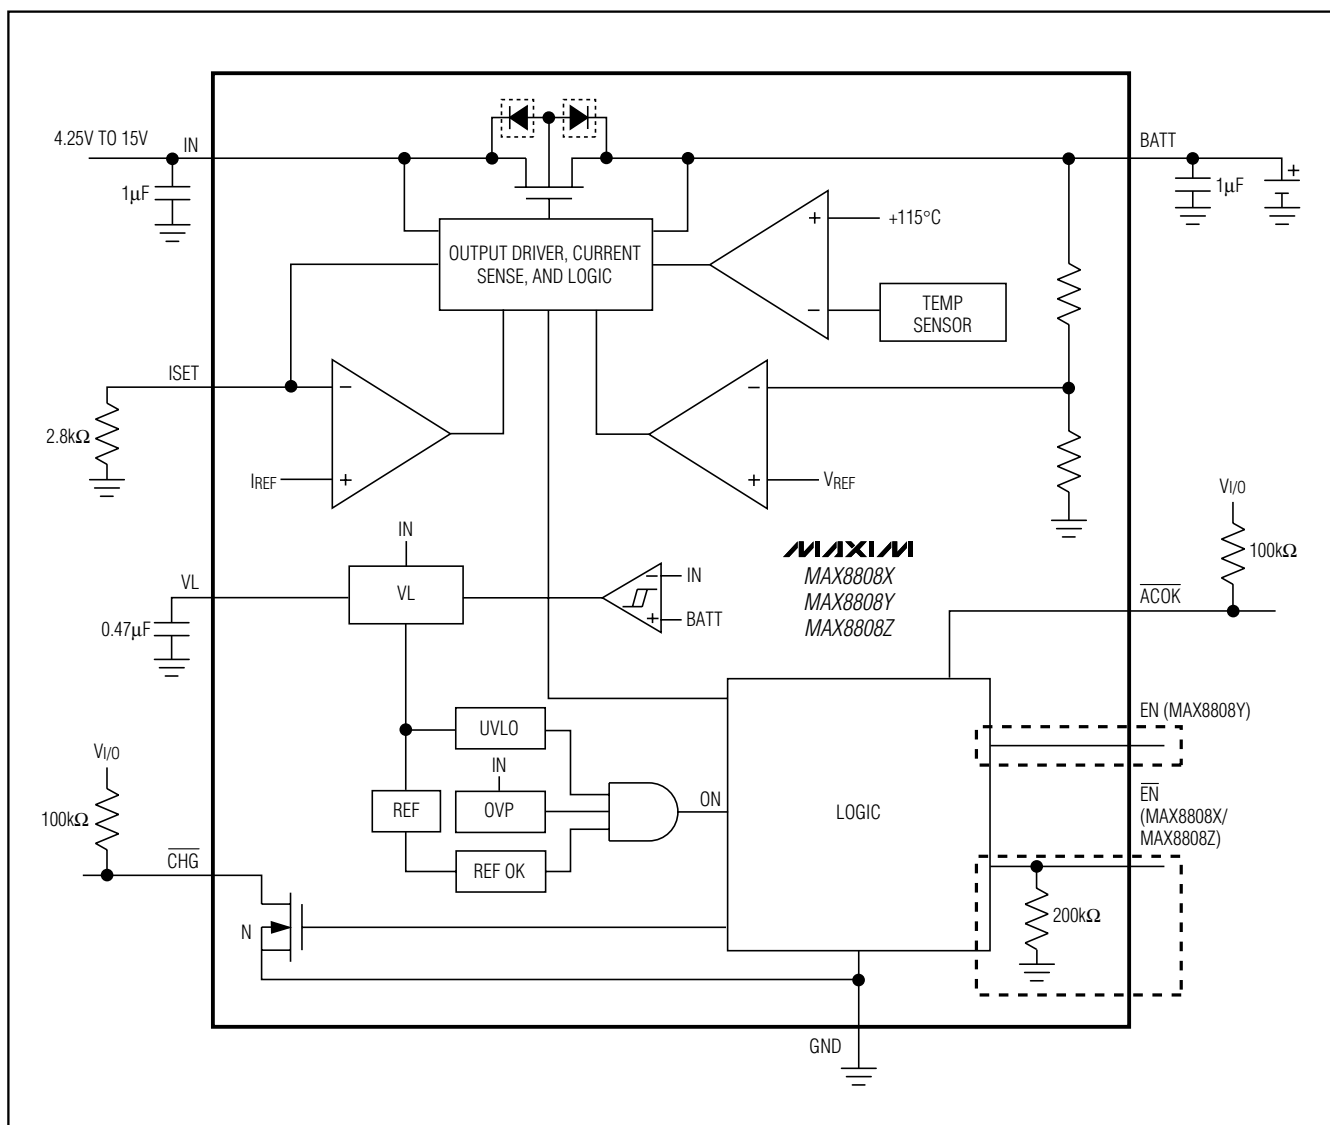 4.25V TO 15V
IN
BATT
1µF
1µF
+
+
+115°C
OUTPUT DRIVER, CURRENT
SENSE, AND LOGIC
−
TEMP
SENSOR
ISET
−
−
2.8kΩ
IREF
+
+
VREF
VI/O
IN
MAXIM
100kΩ
VL
VL
−
IN
MAX8808X
ACOK
0.47µF
+
BATT
MAX8808Y
MAX8808Z
EN (MAX8808Y)
UVLO
VI/O
IN
EN
(MAX8808X/
MAX8808Z)
100kΩ
REF
OVP
ON
LOGIC
CHG
REF OK
200kΩ
N
GND